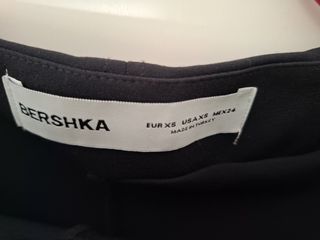 BERSHKA
EUR XS USA XS MEX 24
MADE IN TURKEY